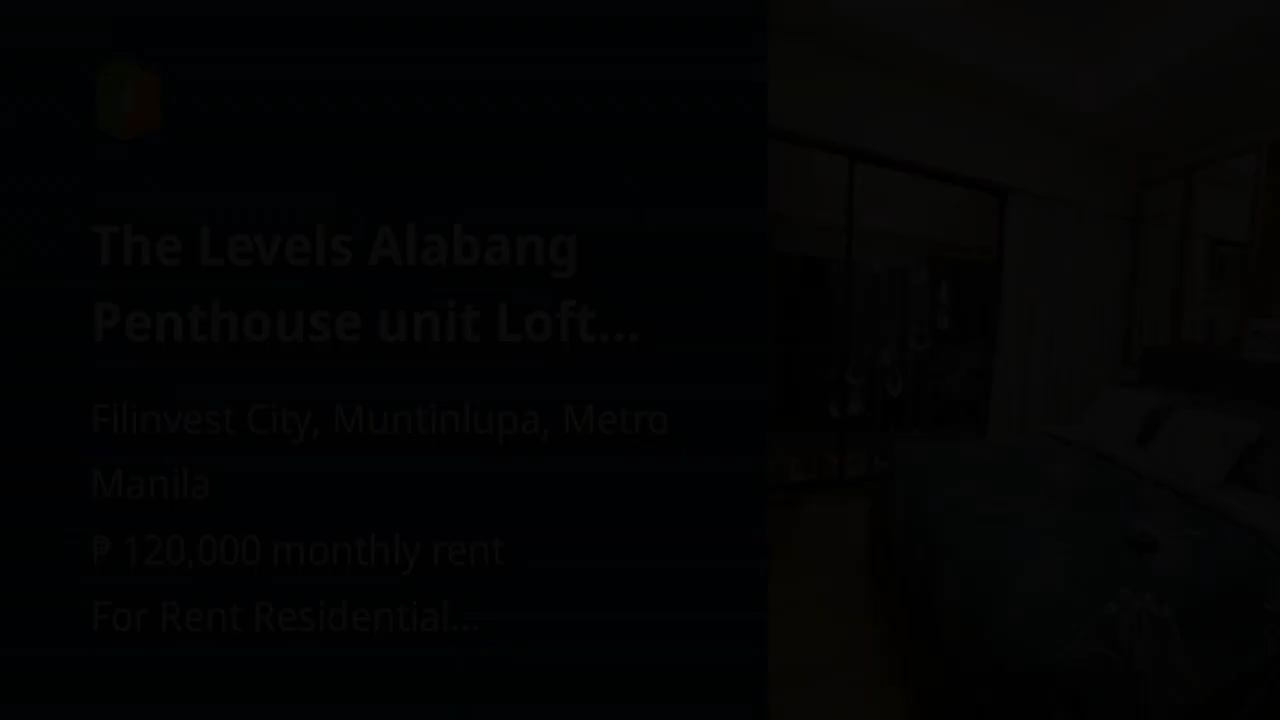 The Levels Alabang
Penthouse unit Loft...
Filinvest City, Muntinlupa, Metro
Manila
₱ 120,000 monthly rent
For Rent Residential...